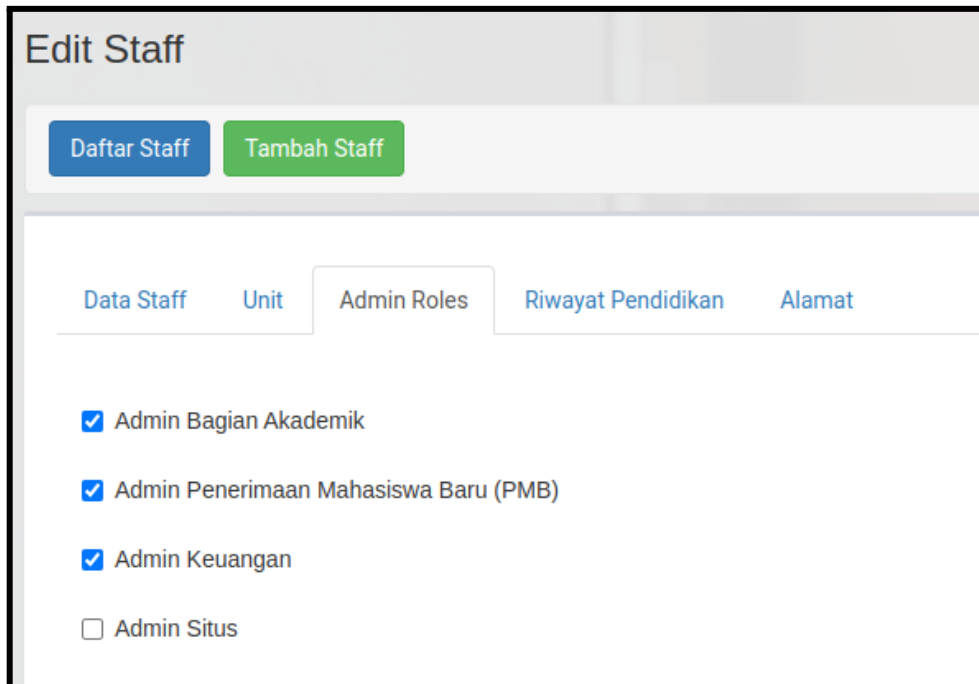 Edit Staff
Daftar Staff Tambah Staff
Data Staff Unit Admin Roles Riwayat Pendidikan Alamat
Admin Bagian Akademik
Admin Penerimaan Mahasiswa Baru (PMB)
Admin Keuangan
Admin Situs